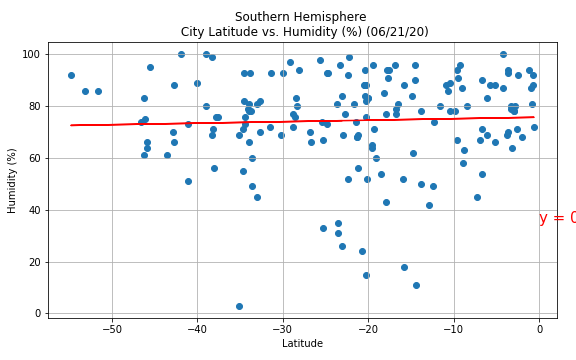 Southern Hemisphere
City Latitude vs. Humidity (%) (06/21/20)
Humidity (%)
100
80
60
40
20
0
y = 0
−50
−40
−30
−20
−10
0
Latitude